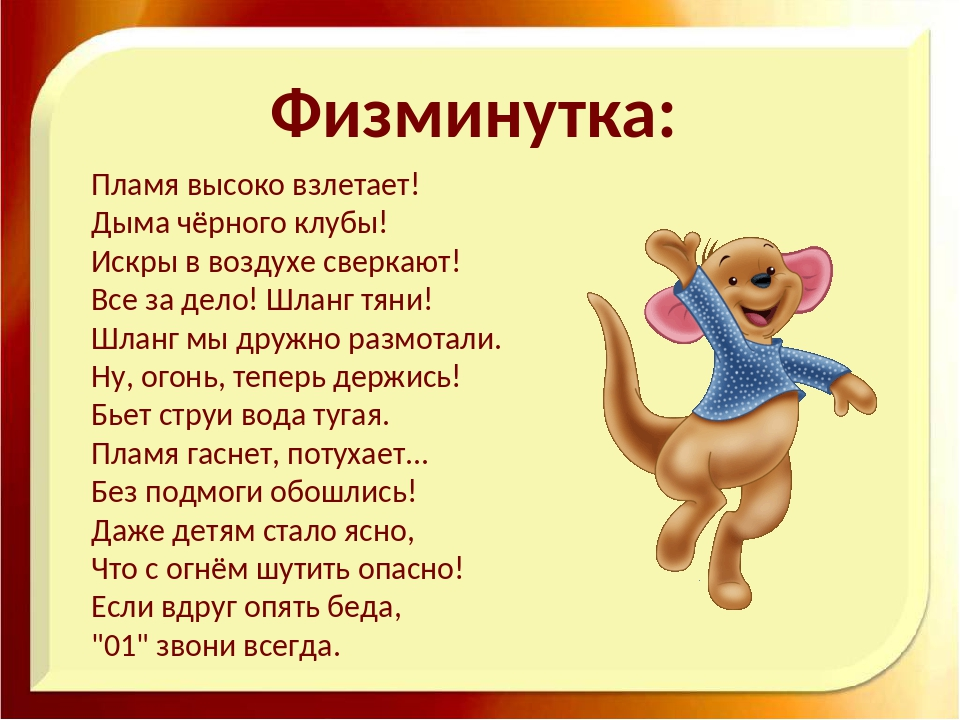 Физминутка:
Пламя высоко взлетает!
Дыма чёрного клубы!
Искры в воздухе сверкают!
Все за дело! Шланг тяни!
Шланг мы дружно размотали.
Ну, огонь, теперь держись!
Бьет струи вода тугая.
Пламя гаснет, потухает...
Без подмоги обошлись!
Даже детям стало ясно,
Что с огнём шутить опасно!
Если вдруг опять беда,
"01" звони всегда.